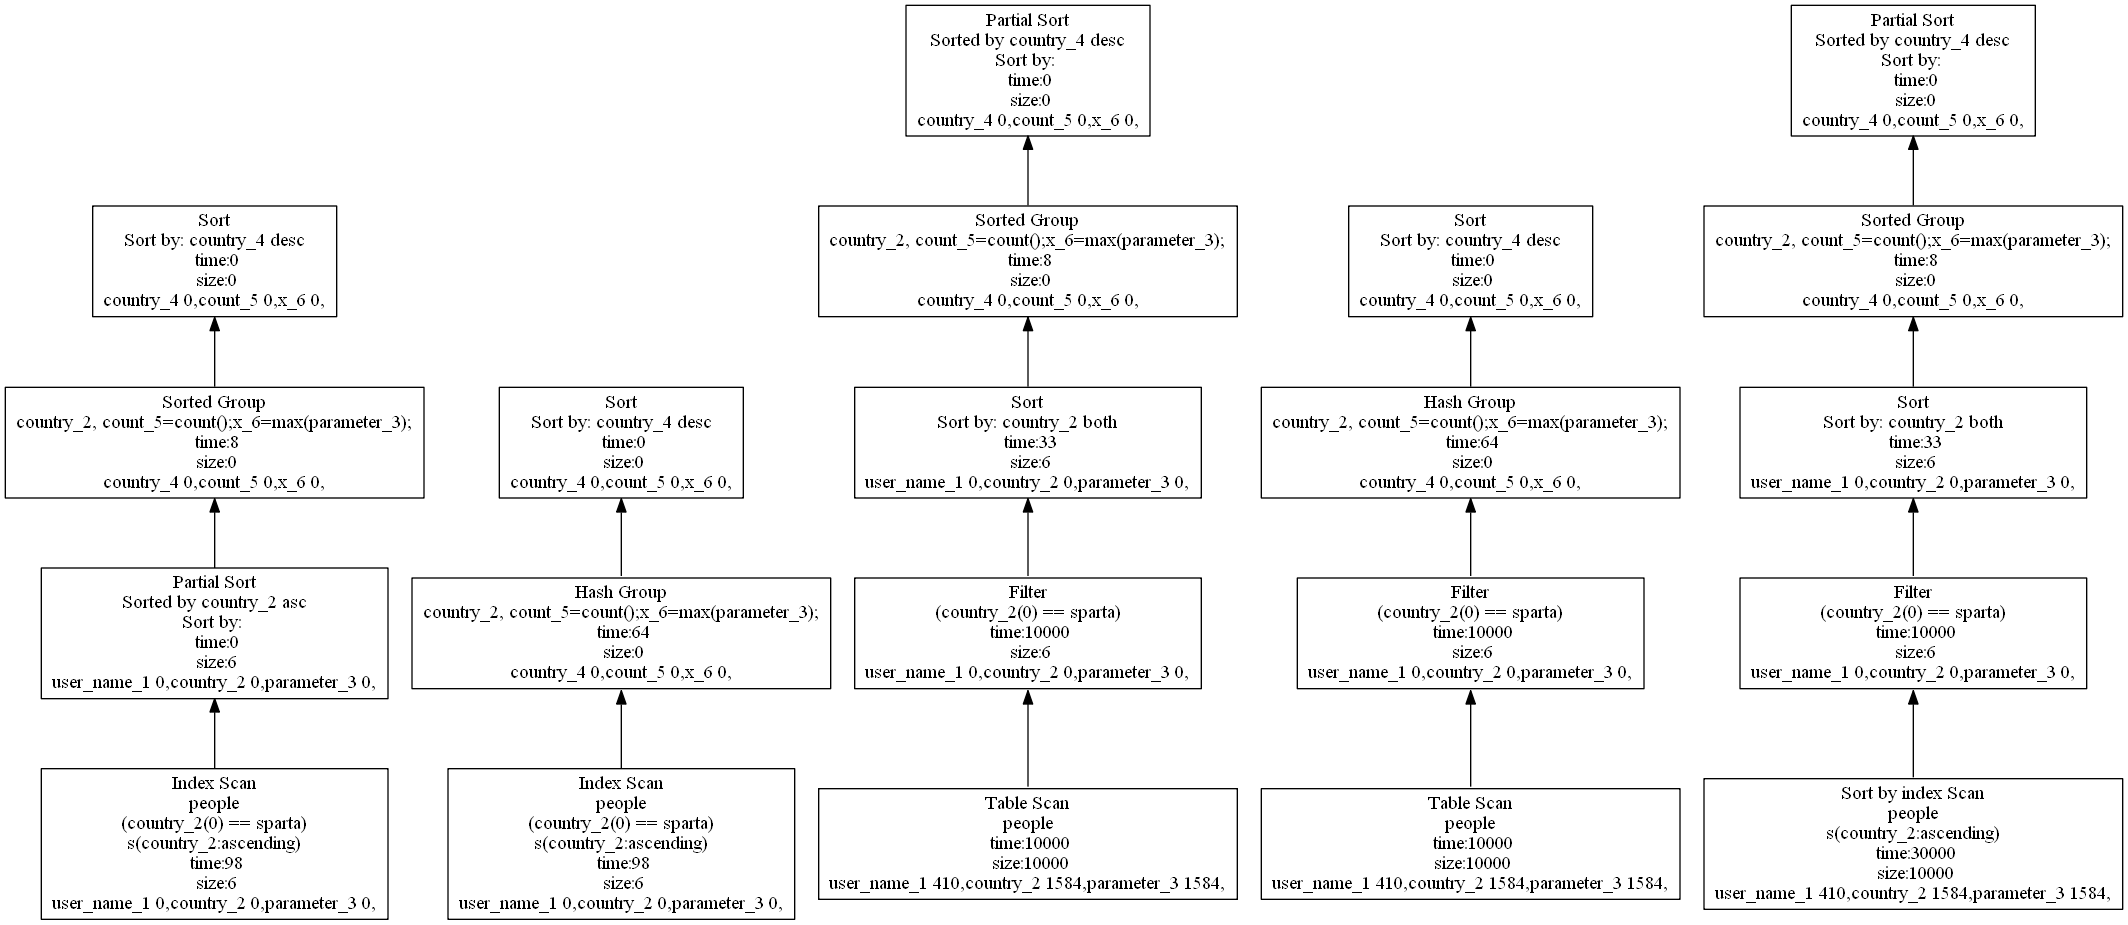 Partial Sort
Sorted by country_4 desc
Sort by:
time:0
size:0
country_4 0,count_5 0,x_6 0,
Partial Sort
Sorted by country_4 desc
Sort by:
time:0
size:0
country_4 0,count_5 0,x_6 0,
Sort
Sort by: country_4 desc
time:0
size:0
country_4 0,count_5 0,x_6 0,
Sorted Group
country_2, count_5=count();x_6=max(parameter_3);
time:8
size:0
country_4 0,count_5 0,x_6 0,
Sort
Sort by: country_4 desc
time:0
size:0
country_4 0,count_5 0,x_6 0,
Sorted Group
country_2, count_5=count();x_6=max(parameter_3);
time:8
size:0
country_4 0,count_5 0,x_6 0,
Sorted Group
country_2, count_5=count();x_6=max(parameter_3);
time:8
size:0
country_4 0,count_5 0,x_6 0,
Sort
Sort by: country_4 desc
time:0
size:0
country_4 0,count_5 0,x_6 0,
Sort
Sort by: country_2 both
time:33
size:6
user_name_1 0,country_2 0,parameter_3 0,
Hash Group
country_2, count_5=count();x_6=max(parameter_3);
time:64
size:0
country_4 0,count_5 0,x_6 0,
Sort
Sort by: country_2 both
time:33
size:6
user_name_1 0,country_2 0,parameter_3 0,
Partial Sort
Sorted by country_2 asc
Sort by:
time:0
size:6
user_name_1 0,country_2 0,parameter_3 0,
Hash Group
country_2, count_5=count();x_6=max(parameter_3);
time:64
size:0
country_4 0,count_5 0,x_6 0,
Filter
(country_2(0) == sparta)
time:10000
size:6
user_name_1 0,country_2 0,parameter_3 0,
Filter
(country_2(0) == sparta)
time:10000
size:6
user_name_1 0,country_2 0,parameter_3 0,
Filter
(country_2(0) == sparta)
time:10000
size:6
user_name_1 0,country_2 0,parameter_3 0,
Index Scan
people
(country_2(0) == sparta)
s(country_2:ascending)
time:98
size:6
user_name_1 0,country_2 0,parameter_3 0,
Index Scan
people
(country_2(0) == sparta)
s(country_2:ascending)
time:98
size:6
user_name_1 0,country_2 0,parameter_3 0,
Table Scan
people
time:10000
size:10000
user_name_1 410,country_2 1584,parameter_3 1584,
Table Scan
people
time:10000
size:10000
user_name_1 410,country_2 1584,parameter_3 1584,
Sort by index Scan
people
s(country_2:ascending)
time:30000
size:10000
user_name_1 410,country_2 1584,parameter_3 1584,